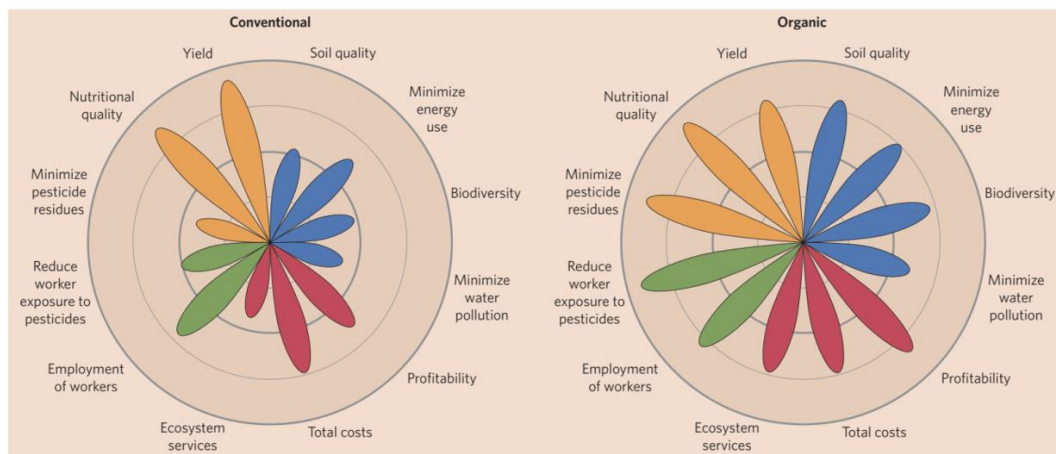 Conventional
Yield
Soil quality
Nutritional
quality
Minimize
energy
use
Minimize
pesticide
residues
Biodiversity
Reduce
worker
exposure to
pesticides
Minimize
water
pollution
Employment
of workers
Profitability
Ecosystem
services
Total costs
Organic
Yield
Soil quality
Nutritional
quality
Minimize
energy
use
Minimize
pesticide
residues
Biodiversity
Reduce
worker
exposure to
pesticides
Minimize
water
pollution
Employment
of workers
Profitability
Ecosystem
services
Total costs